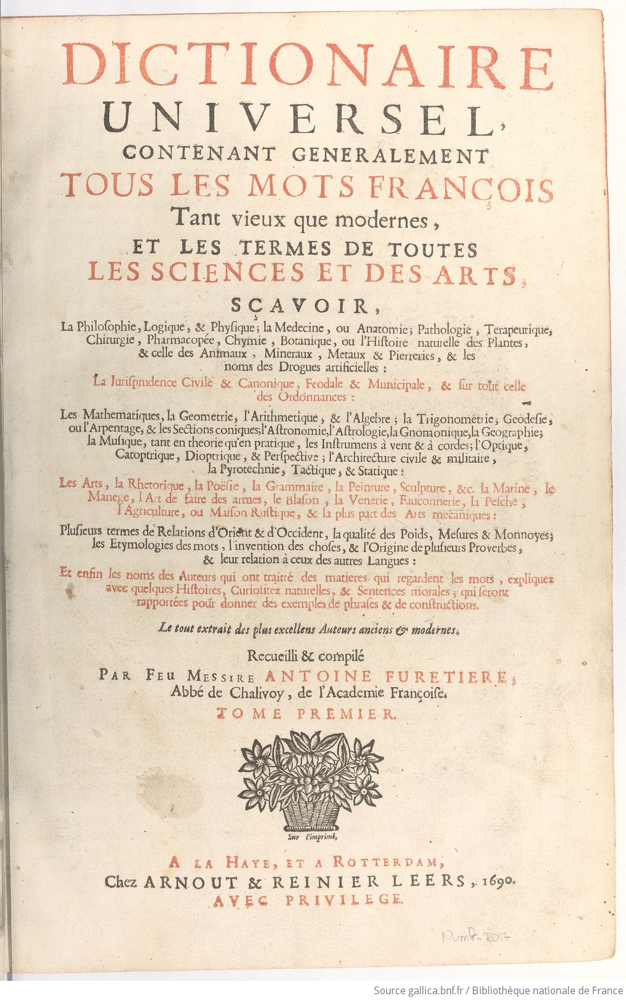 DICTIONAIRE
UNIVERSEL,
CONTENANT GENERALEMENT
TOUS LES MOTS FRANÇOIS
Tant vieux que modernes,
ET LES TERMES DE TOUTES
LES SCIENCES ET DES ARTS,
SÇAVOIR,
La Philoſophie, Logique, & Phyſique; la Medecine, ou Anatomie; Pathologie, Terapeutique,
Chirurgie, Pharmacopée, Chymie, Botanique, ou l'Hiſtoire naturelle des Plantes,
& celle des Animaux, Mineraux, Metaux & Pierreries, & les
noms des Drogues artificielles :
La Juriſprudence Civile & Canonique, Feodale & Municipale, & ſur tout celle
des Ordonnances :
Les Mathematiques, la Geometrie, l'Arithmetique, & l'Algebre; la Trigonometrie; Geodeſie,
ou l'Arpentage, & les Sections coniques; l'Aſtronomie, l'Aſtrologie, la Gnomonique, la Geographie;
la Muſique, tant en theorie qu'en pratique, les Inſtrumens à vent & à cordes; l'Optique,
Catoptrique, Dioptrique, & Perſpective; l'Architecture civile & militaire,
la Pyrotechnie, Tactique, & Statique :
Les Arts, la Rhetorique, la Poëſie, la Grammaire, la Peinture, Sculpture, &c. la Marine, le
Manege, l'Art de faire des armes, le Blaſon, la Venerie, Fauconnerie, la Peſche,
l'Agriculture, ou Maiſon Ruſtique, & la plus part des Arts mecaniques :
Pluſieurs termes de Relations d'Orient & d'Occident, la qualité des Poids, Meſures & Monnoyes;
les Etymologies des mots, l'invention des choſes, & l'Origine de pluſieurs Proverbes,
& leur relation à ceux des autres Langues :
Et enfin les noms des Auteurs qui ont traitté des matieres qui regardent les mots, expliquez
avec quelques Hiſtoires, Curioſitez naturelles, & Sentences morales, qui ſeront
rapportées pour donner des exemples de phraſes & de conſtructions.
Le tout extrait des plus excellens Auteurs anciens & modernes.
Recueilli & compilé
PAR FEU MESSIRE ANTOINE FURETIERE,
Abbé de Chalivoy, de l'Academie Françoiſe.
TOME PREMIER.
Sur l'imprimé,
A LA HAYE, ET A ROTTERDAM,
Chez ARNOUT & REINIER LEERS, 1690.
AVEC PRIVILEGE.
2017
Source gallica.bnf.fr / Bibliothèque nationale de France